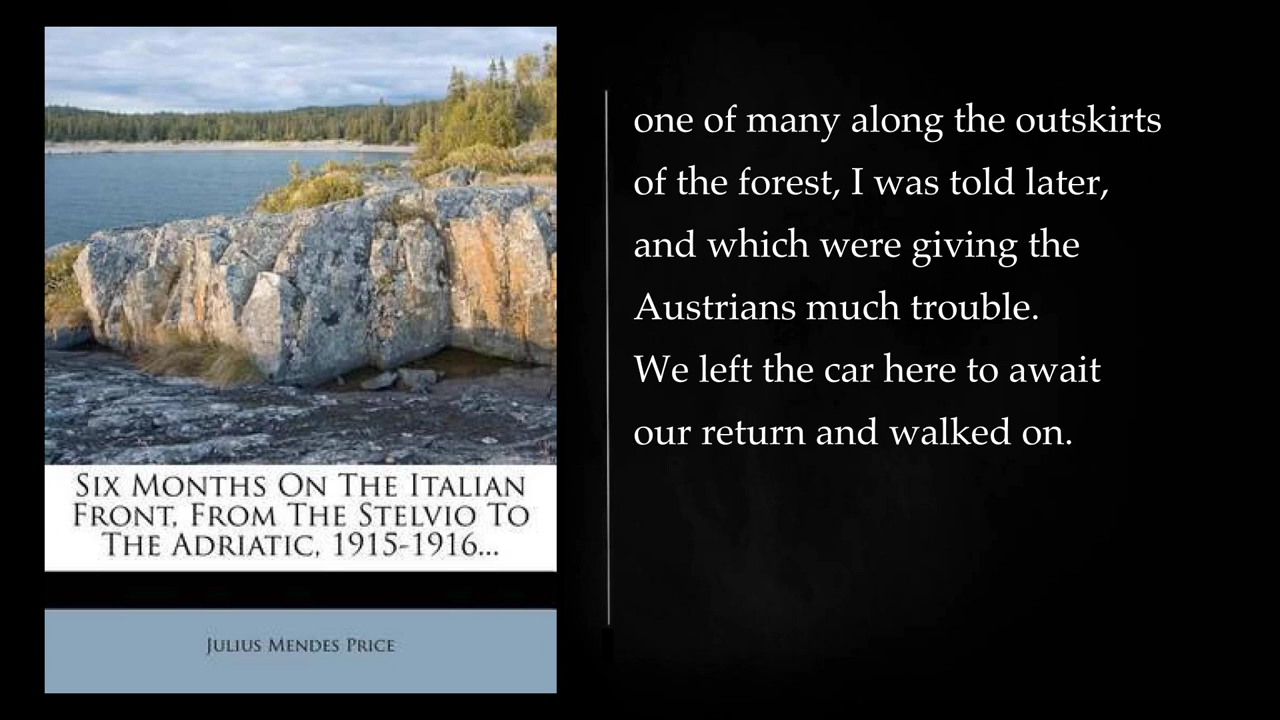 Six Months On The Italian
Front, From The Stelvio To
The Adriatic, 1915-1916...
Julius Mendes Price
one of many along the outskirts
of the forest, I was told later,
and which were giving the
Austrians much trouble.
We left the car here to await
our return and walked on.